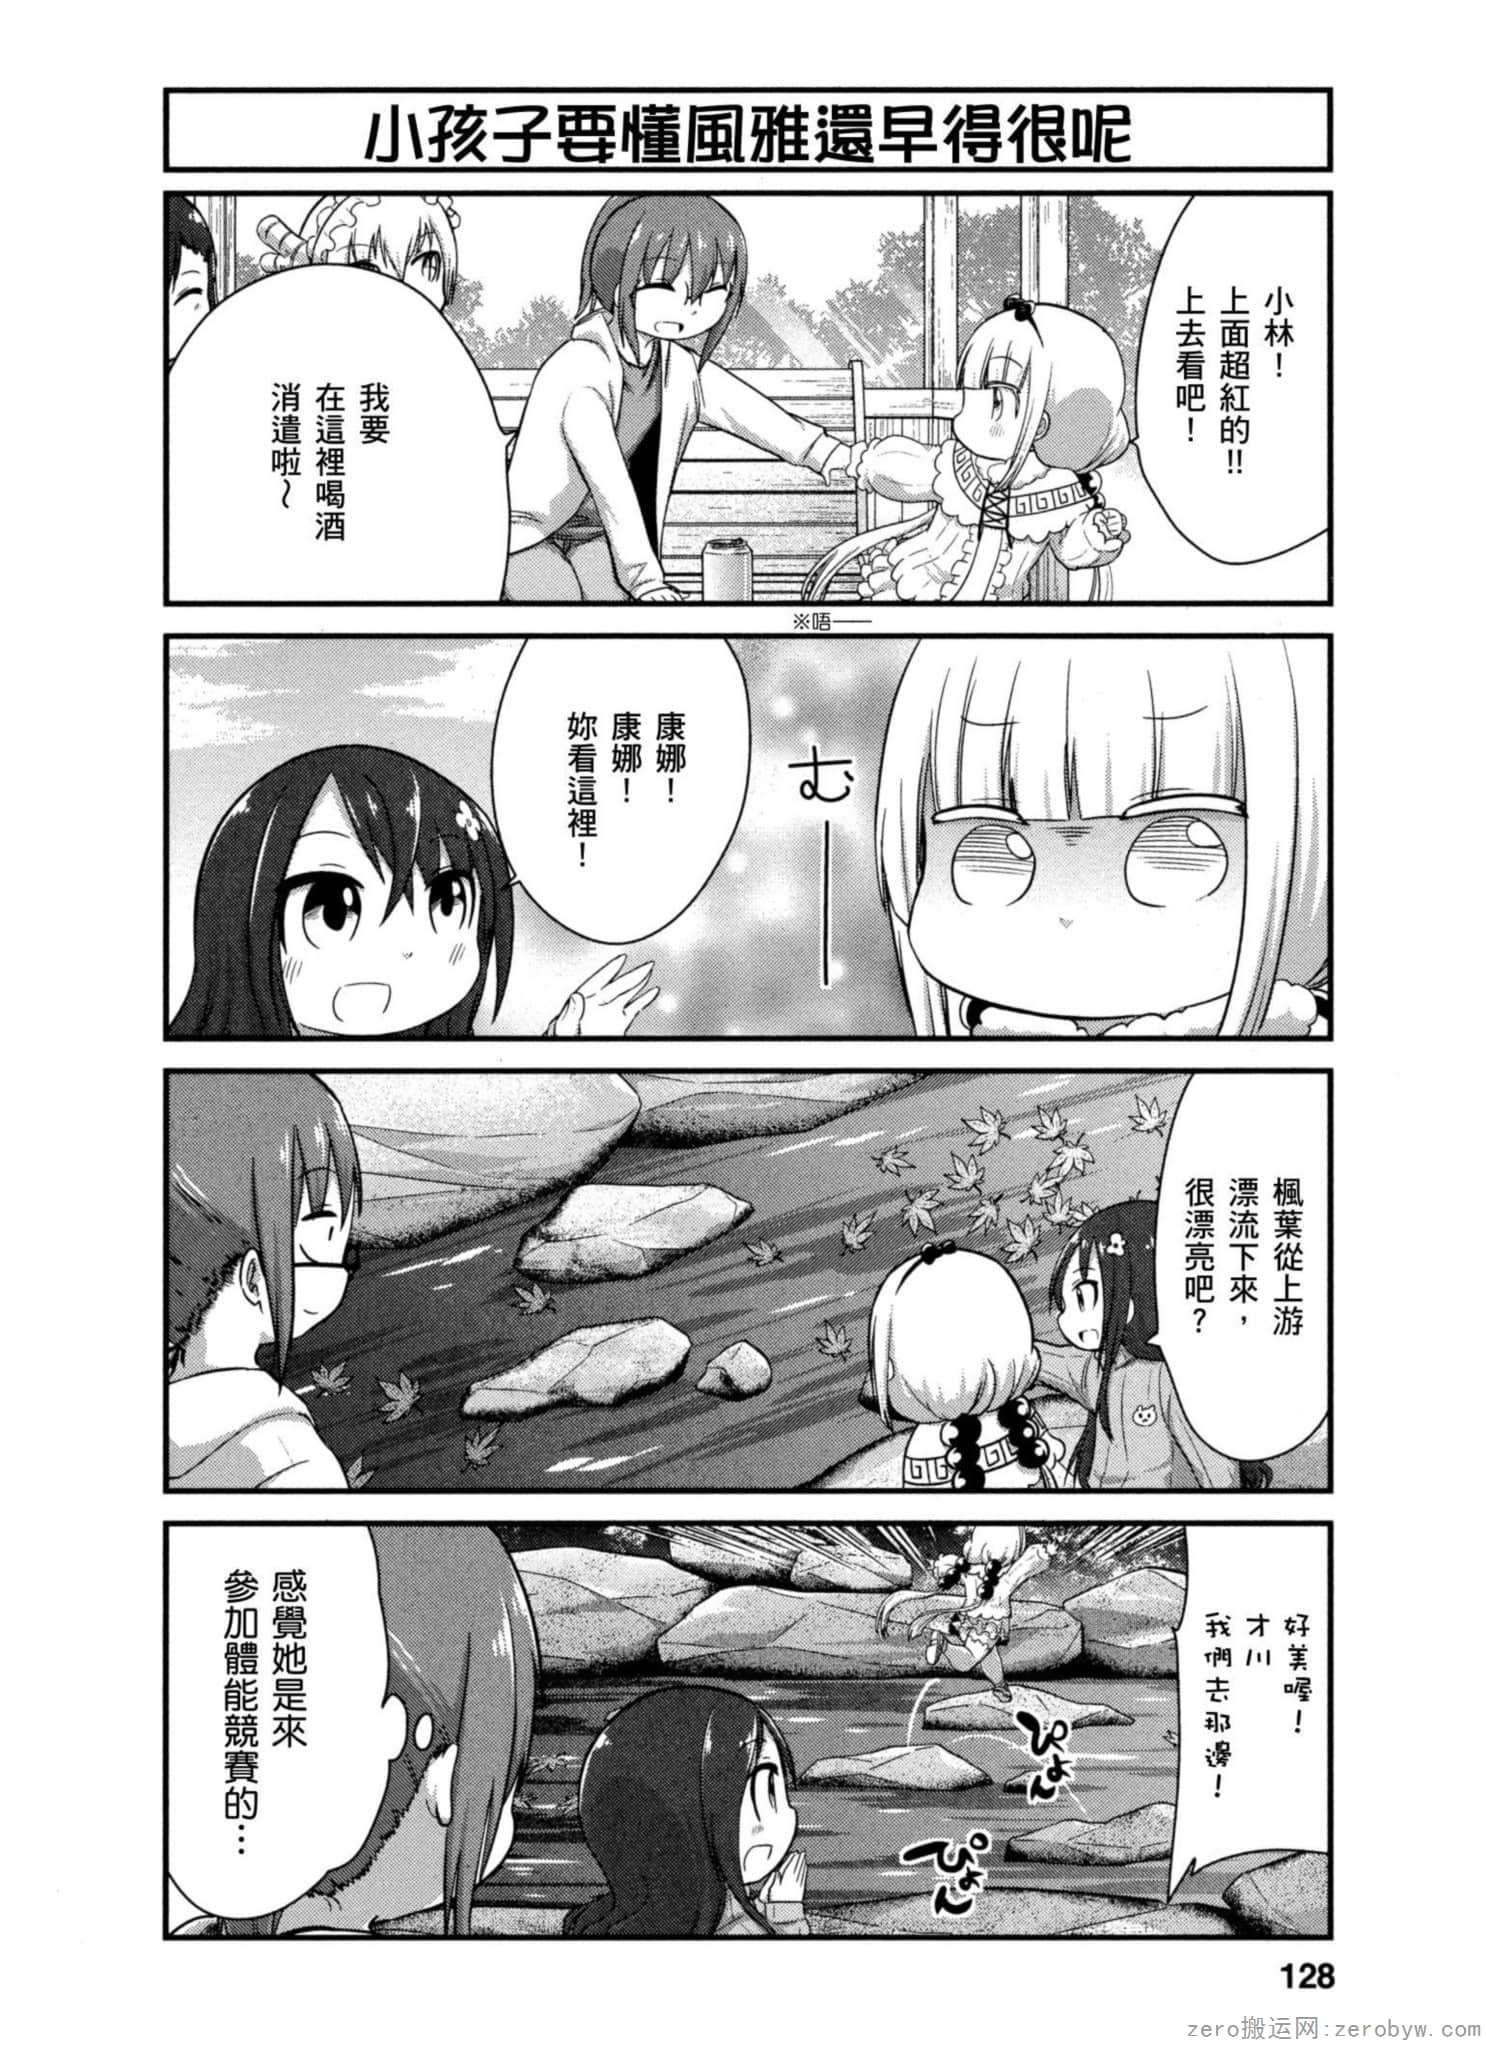 小孩子要懂風雅還早得很呢
小林！
上面超紅的!!
上去看吧！
我要
在這裡喝酒
消遣啦～
※唔——
む——
康娜！
康娜！
妳看這裡！
楓葉從上游
漂流下來，
很漂亮吧？
好美喔！
才川
我們去那邊！
ぴょん
ぴょん
感覺她是來
參加體能競賽的…
128
zero搬运网:zerobyw.com